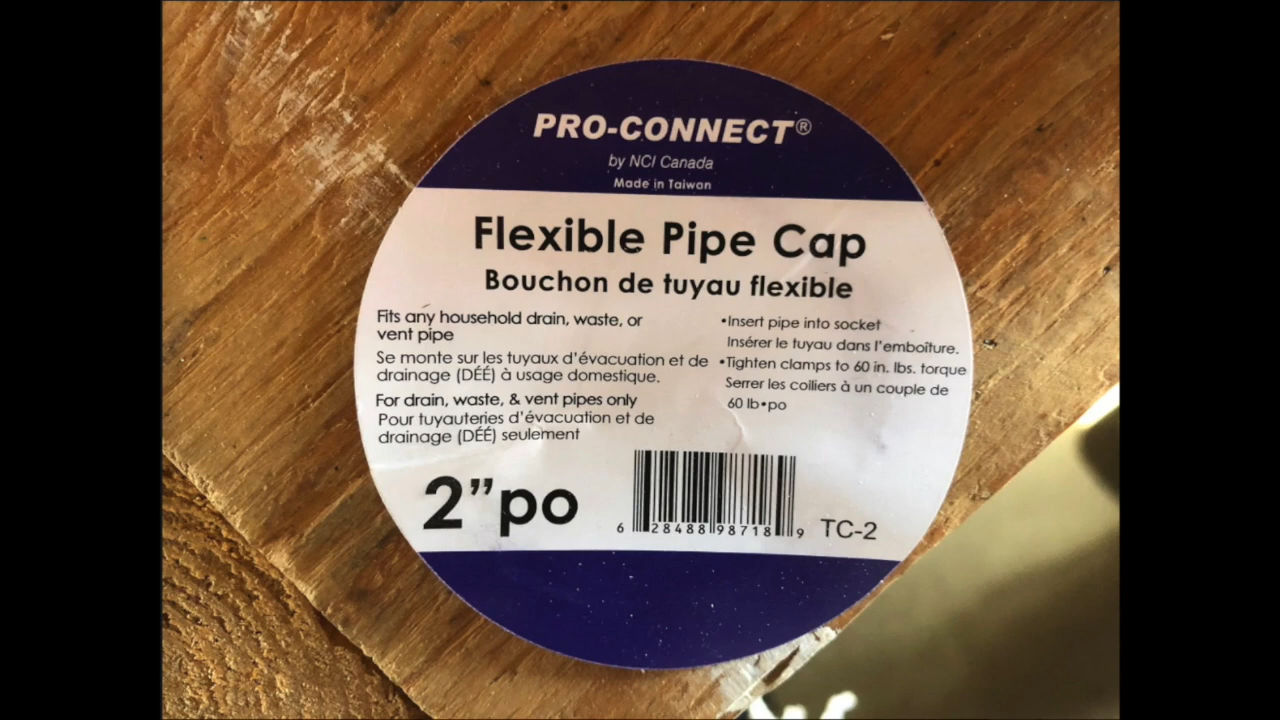 PRO-CONNECT®
by NCI Canada
Made in Taiwan
Flexible Pipe Cap
Bouchon de tuyau flexible
Fits any household drain, waste, or
vent pipe
Se monte sur les tuyaux d'évacuation et de
drainage (DÉÉ) à usage domestique.
For drain, waste, & vent pipes only
Pour tuyauteries d'évacuation et de
drainage (DÉÉ) seulement
•Insert pipe into socket
Insérer le tuyau dans l'emboîture.
•Tighten clamps to 60 in. lbs. torque
Serrer les colliers à un couple de
60 lb•po
2"po
6 28488 98718 9
TC-2